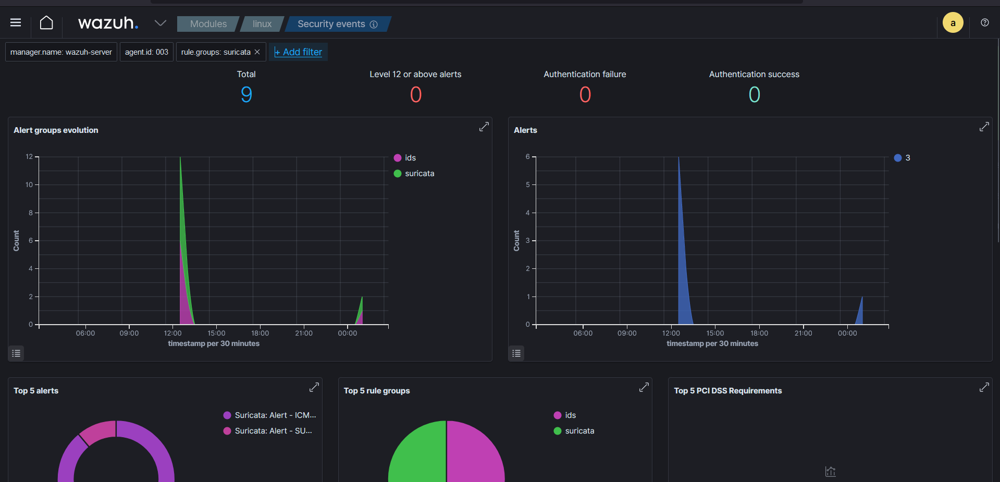 wazuh.
Modules
linux
Security events
a
manager.name: wazuh-server
agent.id: 003
rule.groups: suricata
+ Add filter
Total
9
Level 12 or above alerts
0
Authentication failure
0
Authentication success
0
Alert groups evolution
12
10
8
6
4
2
0
Count
06:00 09:00 12:00 15:00 18:00 21:00 00:00
timestamp per 30 minutes
ids
suricata
Alerts
6
5
4
3
2
1
0
Count
06:00 09:00 12:00 15:00 18:00 21:00 00:00
timestamp per 30 minutes
3
Top 5 alerts
Suricata: Alert - ICM...
Suricata: Alert - SU...
Top 5 rule groups
ids
suricata
Top 5 PCI DSS Requirements